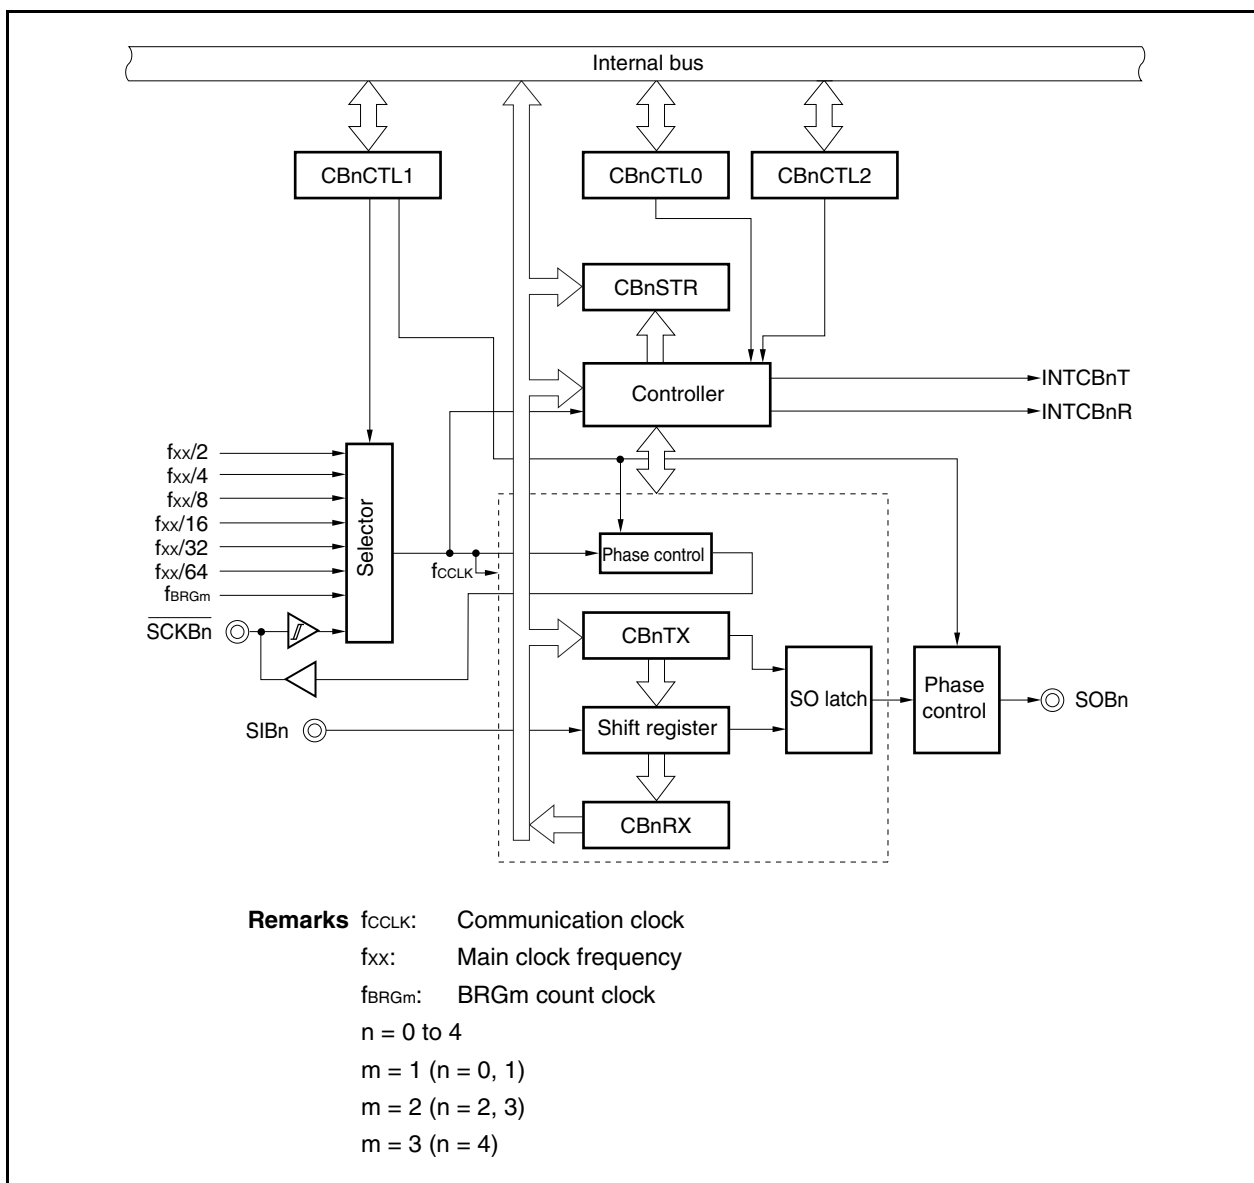 Internal bus
CBnCTL1
CBnCTL0
CBnCTL2
CBnSTR
Controller
INTCBnT
INTCBnR
fXX/2
fXX/4
fXX/8
fXX/16
fXX/32
fXX/64
fBRGm
SCKBn
Selector
fCCLK
Phase control
CBnTX
SO latch
Phase
control
SOBn
SIBn
Shift register
CBnRX
Remarks fCCLK: Communication clock
fXX: Main clock frequency
fBRGm: BRGm count clock
n = 0 to 4
m = 1 (n = 0, 1)
m = 2 (n = 2, 3)
m = 3 (n = 4)